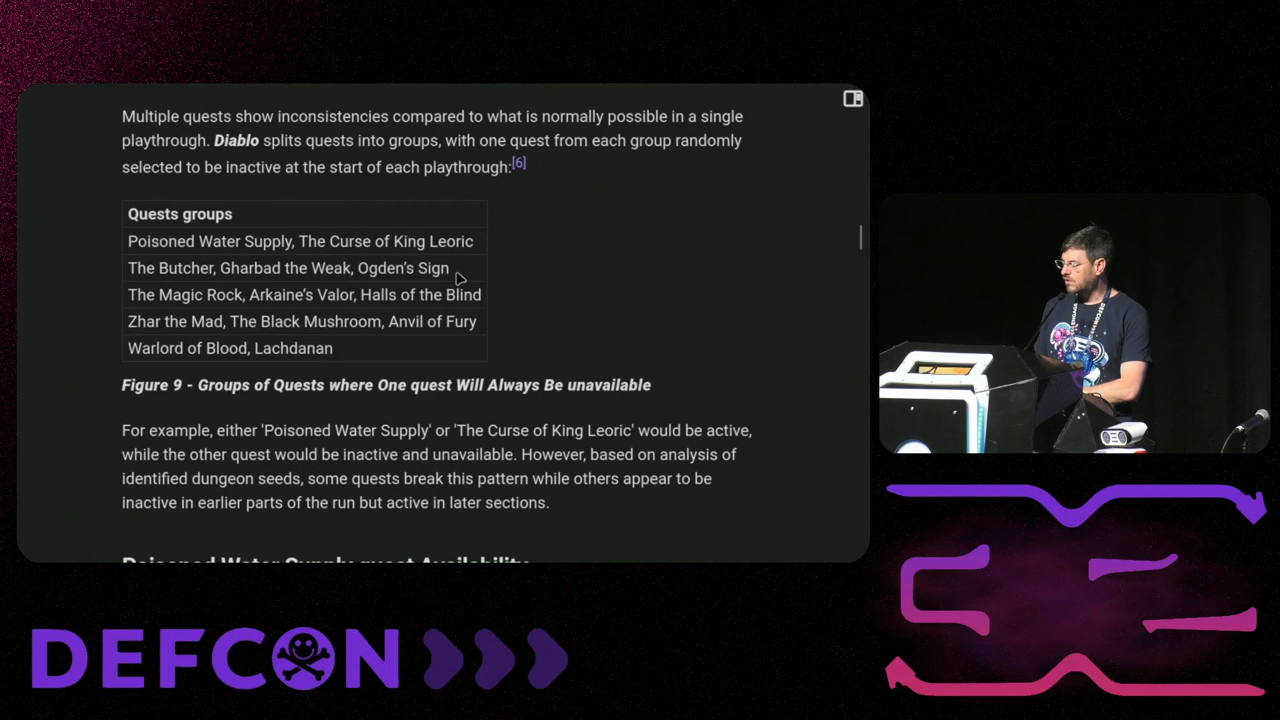 Multiple quests show inconsistencies compared to what is normally possible in a single
playthrough. Diablo splits quests into groups, with one quest from each group randomly
selected to be inactive at the start of each playthrough:[6]
Quests groups
Poisoned Water Supply, The Curse of King Leoric
The Butcher, Gharbad the Weak, Ogden's Sign
The Magic Rock, Arkaine's Valor, Halls of the Blind
Zhar the Mad, The Black Mushroom, Anvil of Fury
Warlord of Blood, Lachdanan
Figure 9 - Groups of Quests where One quest Will Always Be unavailable
For example, either 'Poisoned Water Supply' or 'The Curse of King Leoric' would be active,
while the other quest would be inactive and unavailable. However, based on analysis of
identified dungeon seeds, some quests break this pattern while others appear to be
inactive in earlier parts of the run but active in later sections.
Poisoned Water Supply quest Availability
DEFCON